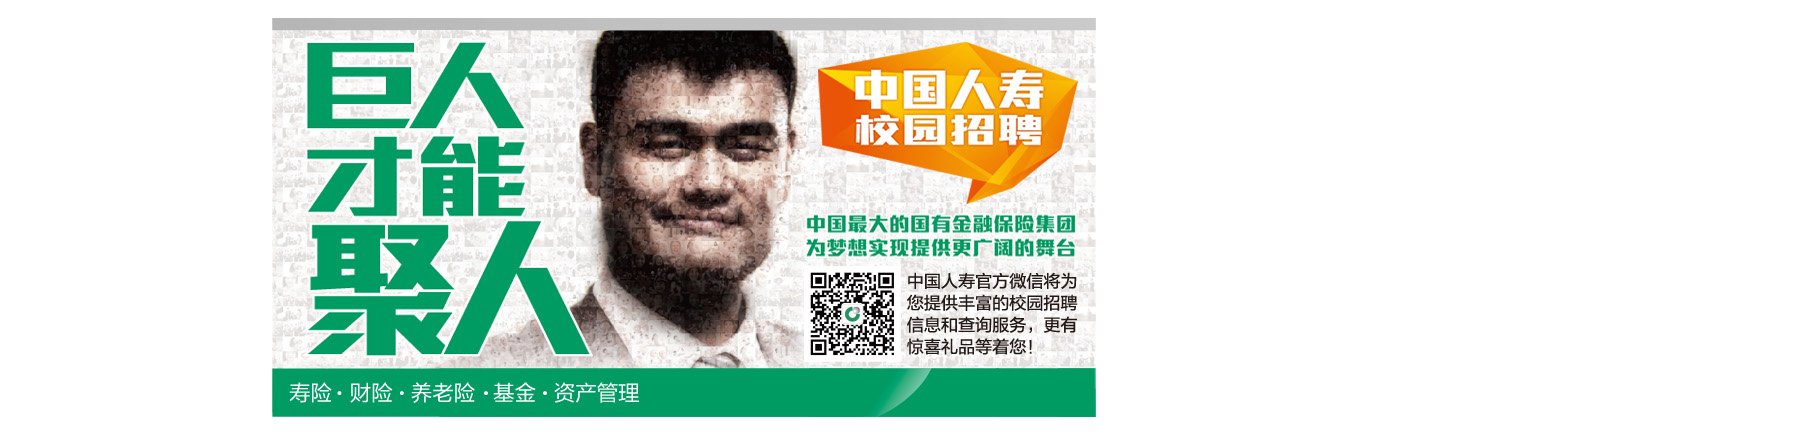 巨人
才能
聚人
中国人寿
校园招聘
中国最大的国有金融保险集团
为梦想实现提供更广阔的舞台
中国人寿官方微信将为
您提供丰富的校园招聘
信息和查询服务，更有
惊喜礼品等着您！
寿险·财险·养老险·基金·资产管理